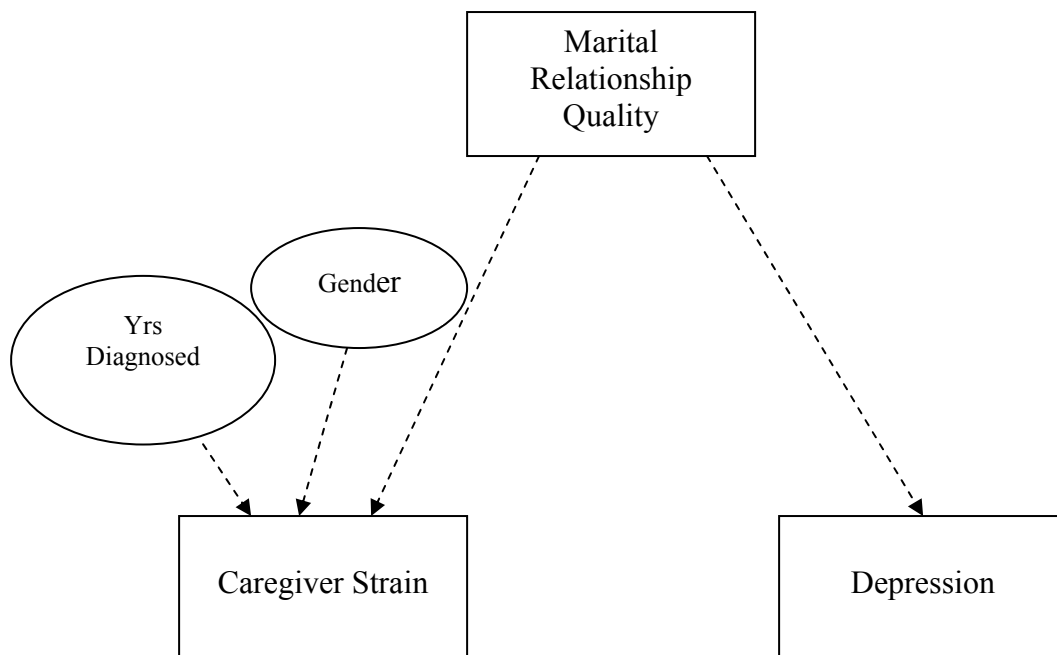 Marital
Relationship
Quality
Gender
Yrs
Diagnosed
Caregiver Strain
Depression